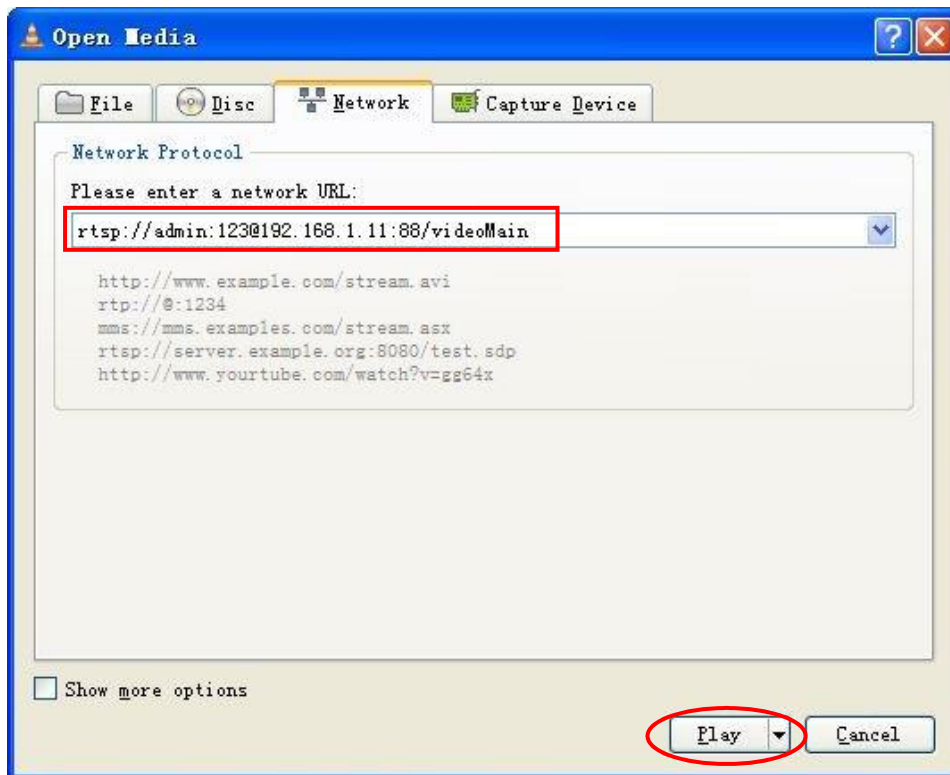 Open Media
File Disc Network Capture Device
Network Protocol
Please enter a network URL:
rtsp://admin:123@192.168.1.11:88/videoMain
http://www.example.com/stream.avi
rtp://@:1234
mms://mms.examples.com/stream.asx
rtsp://server.example.org:8080/test.sdp
http://www.yourtube.com/watch?v=gg64x
Show more options
Play Cancel